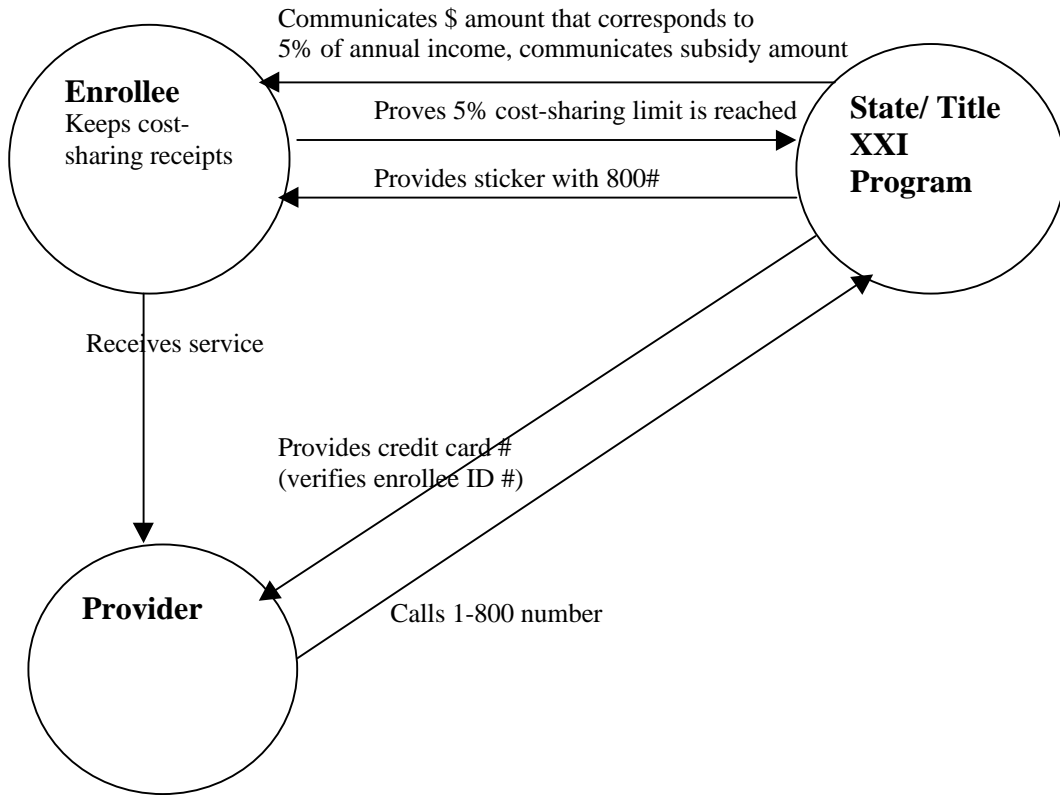 Communicates $ amount that corresponds to
5% of annual income, communicates subsidy amount
Enrollee
Keeps cost-
sharing receipts
Proves 5% cost-sharing limit is reached
Provides sticker with 800#
State/ Title
XXI
Program
Receives service
Provides credit card #
(verifies enrollee ID #)
Provider
Calls 1-800 number